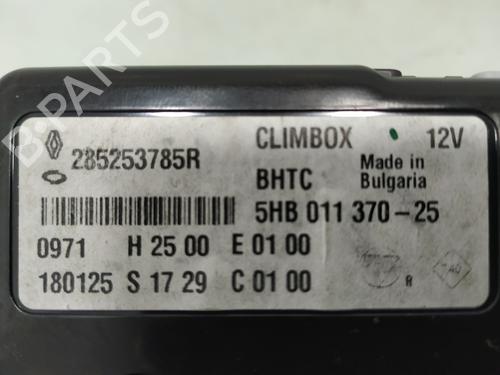 CLIMBOX 12V
285253785R
BHTC Made in Bulgaria
5HB 011 370-25
0971 H 25 00 E 01 00
180125 S 17 29 C 01 00
R
B-PARTS